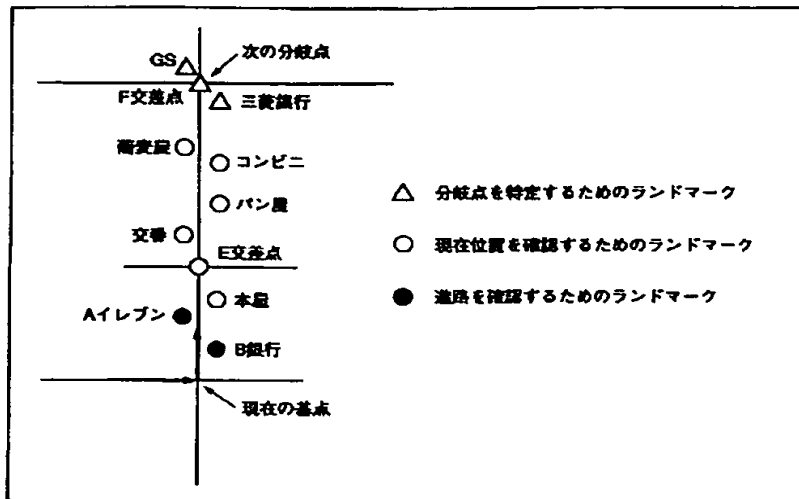 GS
次の分岐点
F交差点
三菱銀行
蕎麦屋
コンビニ
パン屋
交番
E交差点
本屋
Aイレブン
B銀行
現在の基点
△ 分岐点を特定するためのランドマーク
○ 現在位置を確認するためのランドマーク
● 進路を確認するためのランドマーク